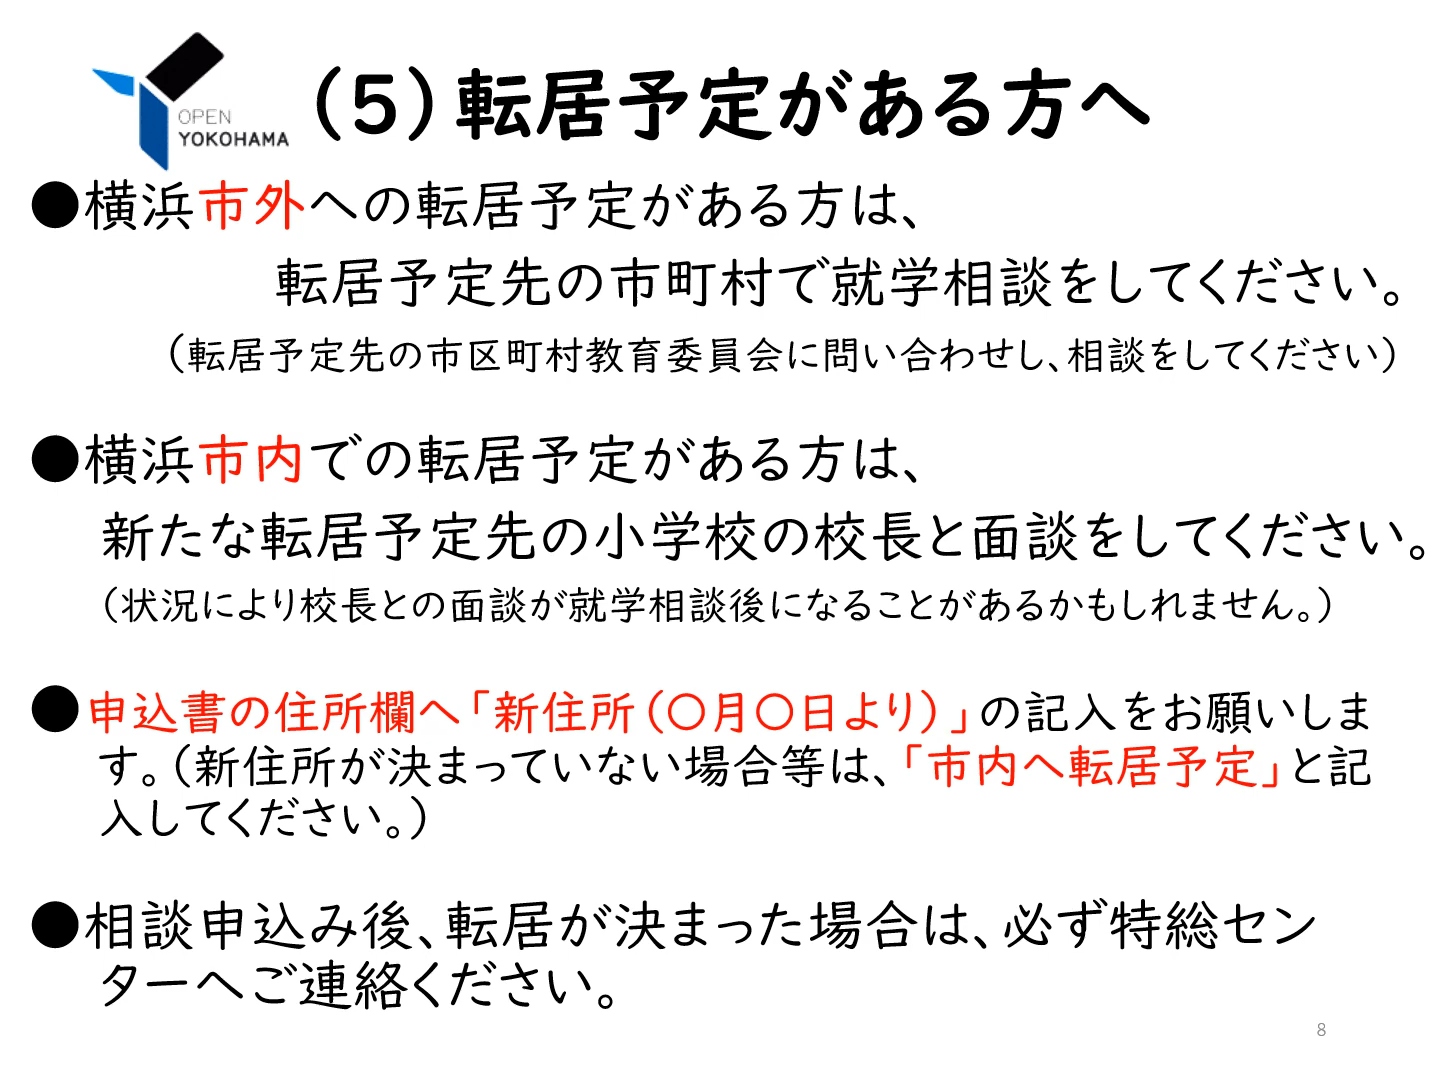 OPEN
YOKOHAMA
（５）転居予定がある方へ
●横浜市外への転居予定がある方は、
転居予定先の市町村で就学相談をしてください。
（転居予定先の市区町村教育委員会に問い合わせし、相談をしてください）
●横浜市内での転居予定がある方は、
新たな転居予定先の小学校の校長と面談をしてください。
（状況により校長との面談が就学相談後になることがあるかもしれません。）
●申込書の住所欄へ「新住所（〇月〇日より）」の記入をお願いしま
す。（新住所が決まっていない場合等は、「市内へ転居予定」と記
入してください。）
●相談申込み後、転居が決まった場合は、必ず特総セン
ターへご連絡ください。
8